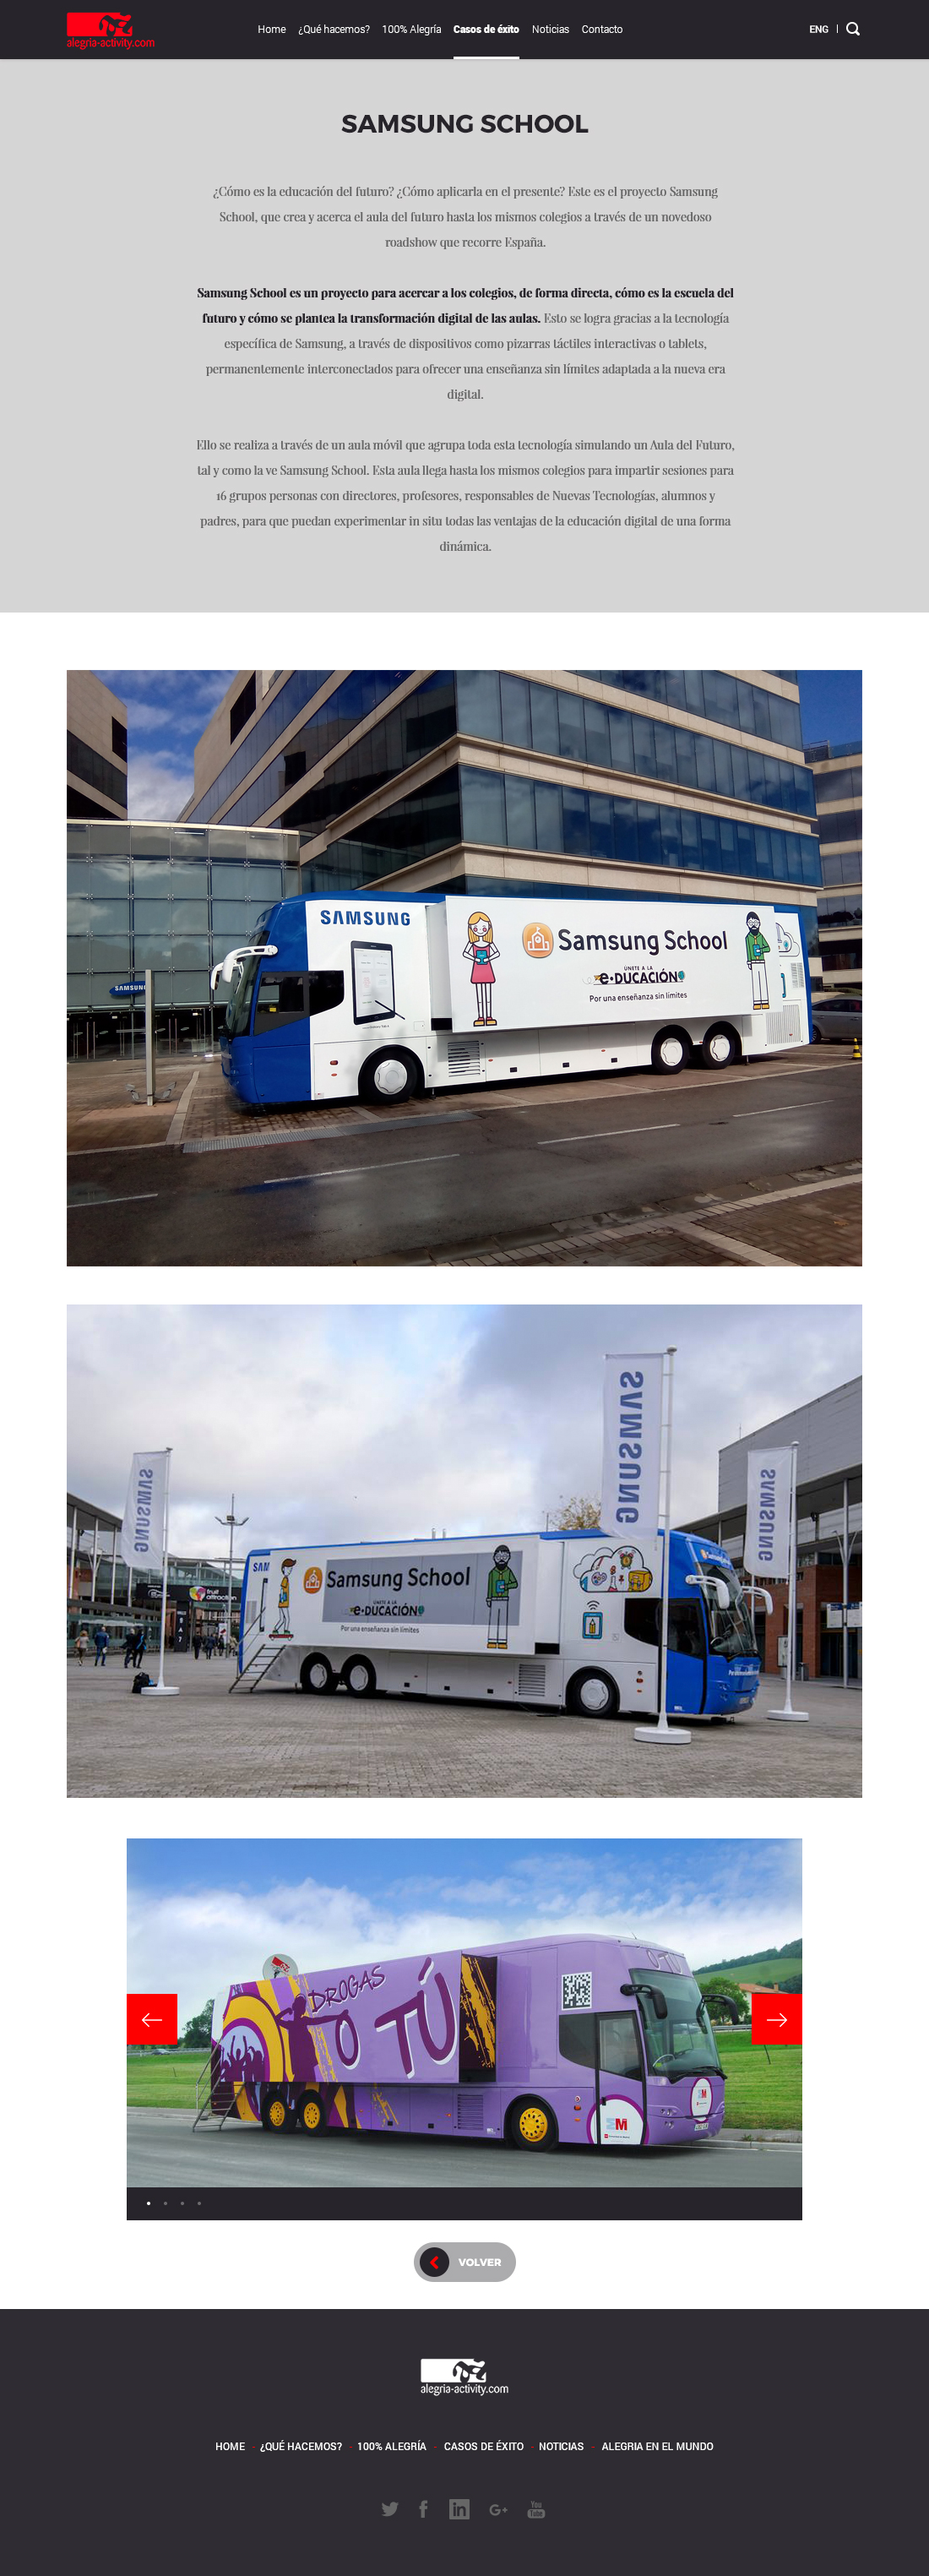 alegria-activity.com
Home ¿Qué hacemos? 100% Alegría Casos de éxito Noticias Contacto
ENG
SAMSUNG SCHOOL
¿Cómo es la educación del futuro? ¿Cómo aplicarla en el presente? Este es el proyecto Samsung
School, que crea y acerca el aula del futuro hasta los mismos colegios a través de un novedoso
roadshow que recorre España.
Samsung School es un proyecto para acercar a los colegios, de forma directa, cómo es la escuela del
futuro y cómo se plantea la transformación digital de las aulas. Esto se logra gracias a la tecnología
específica de Samsung, a través de dispositivos como pizarras táctiles interactivas o tablets,
permanentemente interconectados para ofrecer una enseñanza sin límites adaptada a la nueva era
digital.
Ello se realiza a través de un aula móvil que agrupa toda esta tecnología simulando un Aula del Futuro,
tal y como la ve Samsung School. Esta aula llega hasta los mismos colegios para impartir sesiones para
16 grupos personas con directores, profesores, responsables de Nuevas Tecnologías, alumnos y
padres, para que puedan experimentar in situ todas las ventajas de la educación digital de una forma
dinámica.
SAMSUNG
Samsung School
ÚNETE A LA
e·DUCACIÓN
Por una enseñanza sin límites
SAMSUNG
SAMSUNG
SAMSUNG
SAMSUNG
SAM
Samsung School
ÚNETE A LA
e·DUCACIÓN
Por una enseñanza sin límites
fruit
attraction
DROGAS
O TÚ
O TÚ
VOLVER
alegria-activity.com
HOME - ¿QUÉ HACEMOS? - 100% ALEGRÍA - CASOS DE ÉXITO NOTICIAS - ALEGRIA EN EL MUNDO
in G+ You Tube